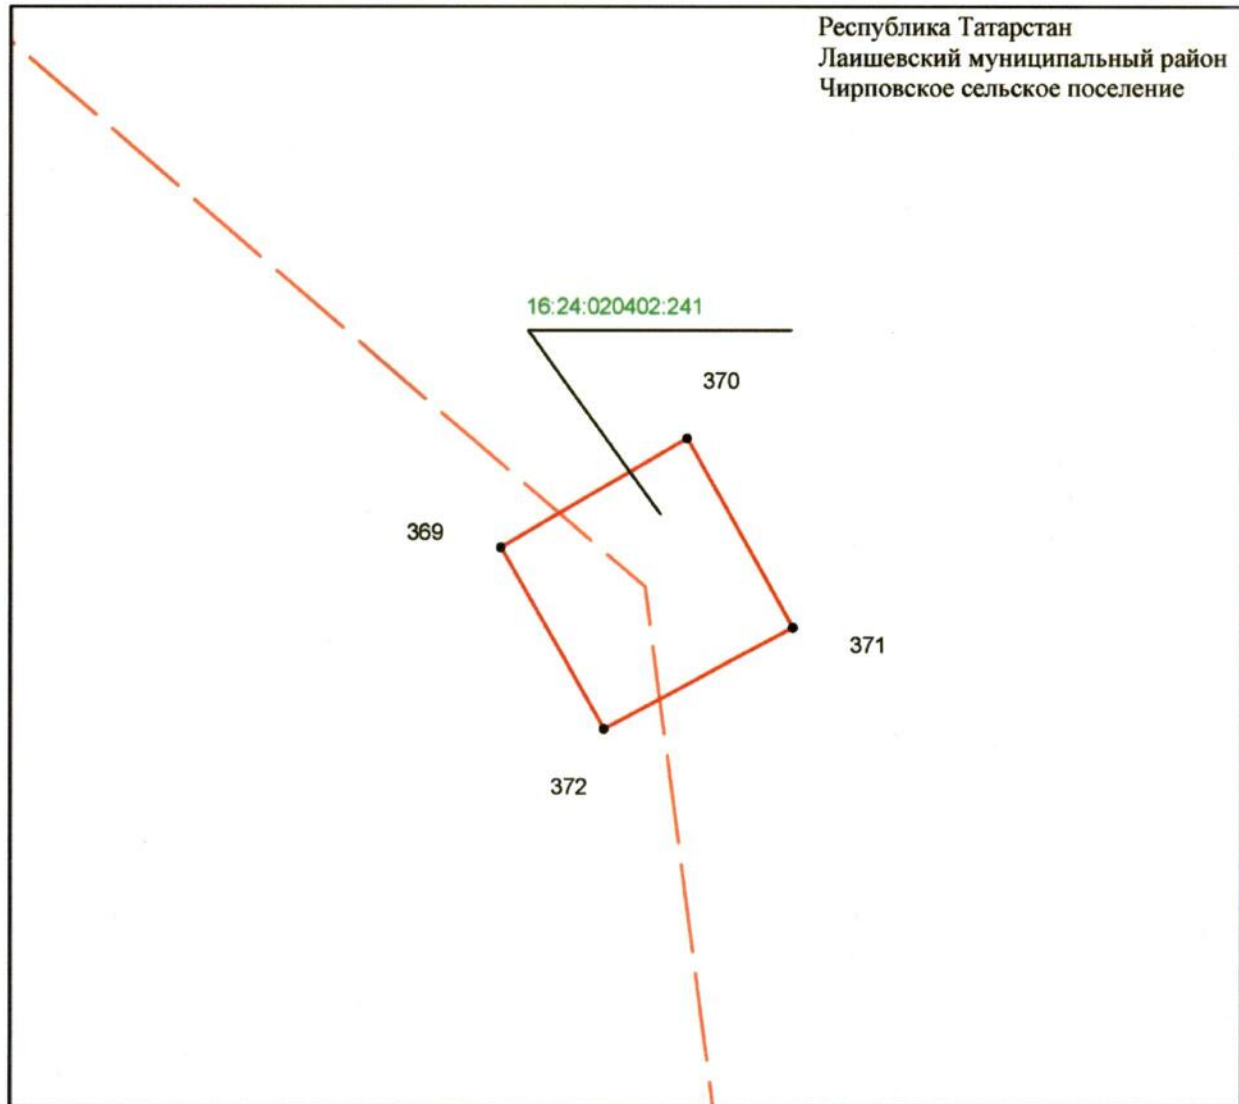 Республика Татарстан
Лаишевский муниципальный район
Чирповское сельское поселение
16:24:020402:241
370
369
371
372